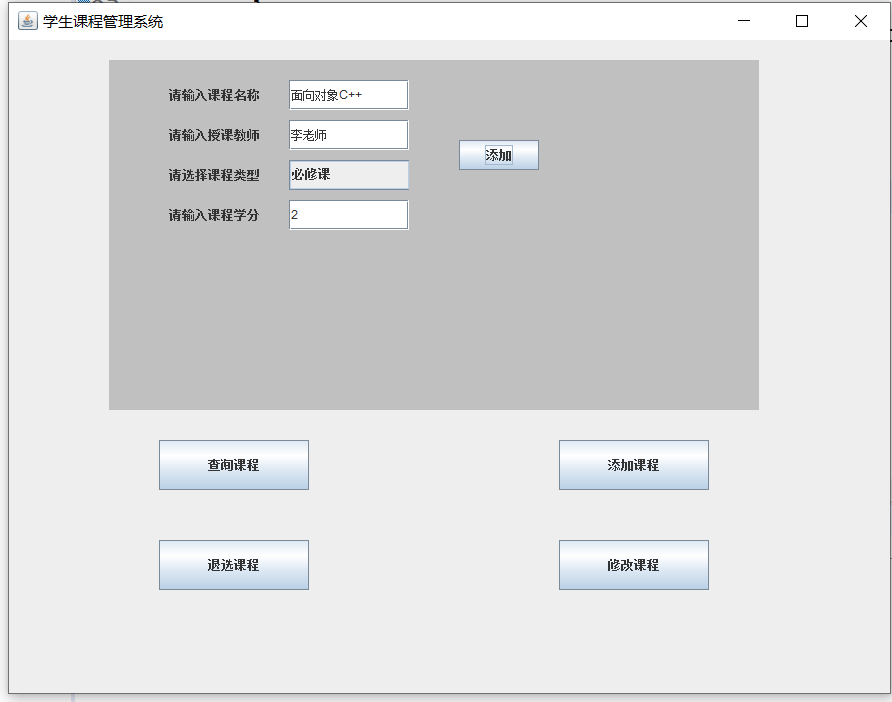 学生课程管理系统
请输入课程名称 面向对象C++
请输入授课教师 李老师
添加
请选择课程类型 必修课
请输入课程学分 2
查询课程 添加课程
退选课程 修改课程